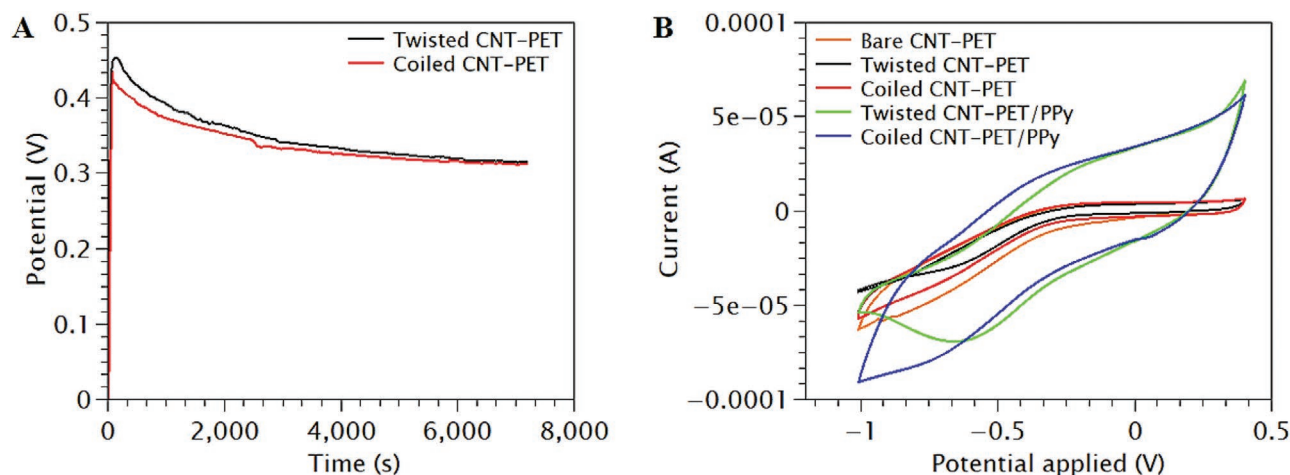 A
0.5
0.4
0.3
0.2
0.1
0
Potential (V)
Twisted CNT-PET
Coiled CNT-PET
0
2,000
4,000
6,000
8,000
Time (s)
B
0.0001
5e-05
0
-5e-05
-0.0001
Current (A)
Bare CNT-PET
Twisted CNT-PET
Coiled CNT-PET
Twisted CNT-PET/PPy
Coiled CNT-PET/PPy
-1
-0.5
0
0.5
Potential applied (V)